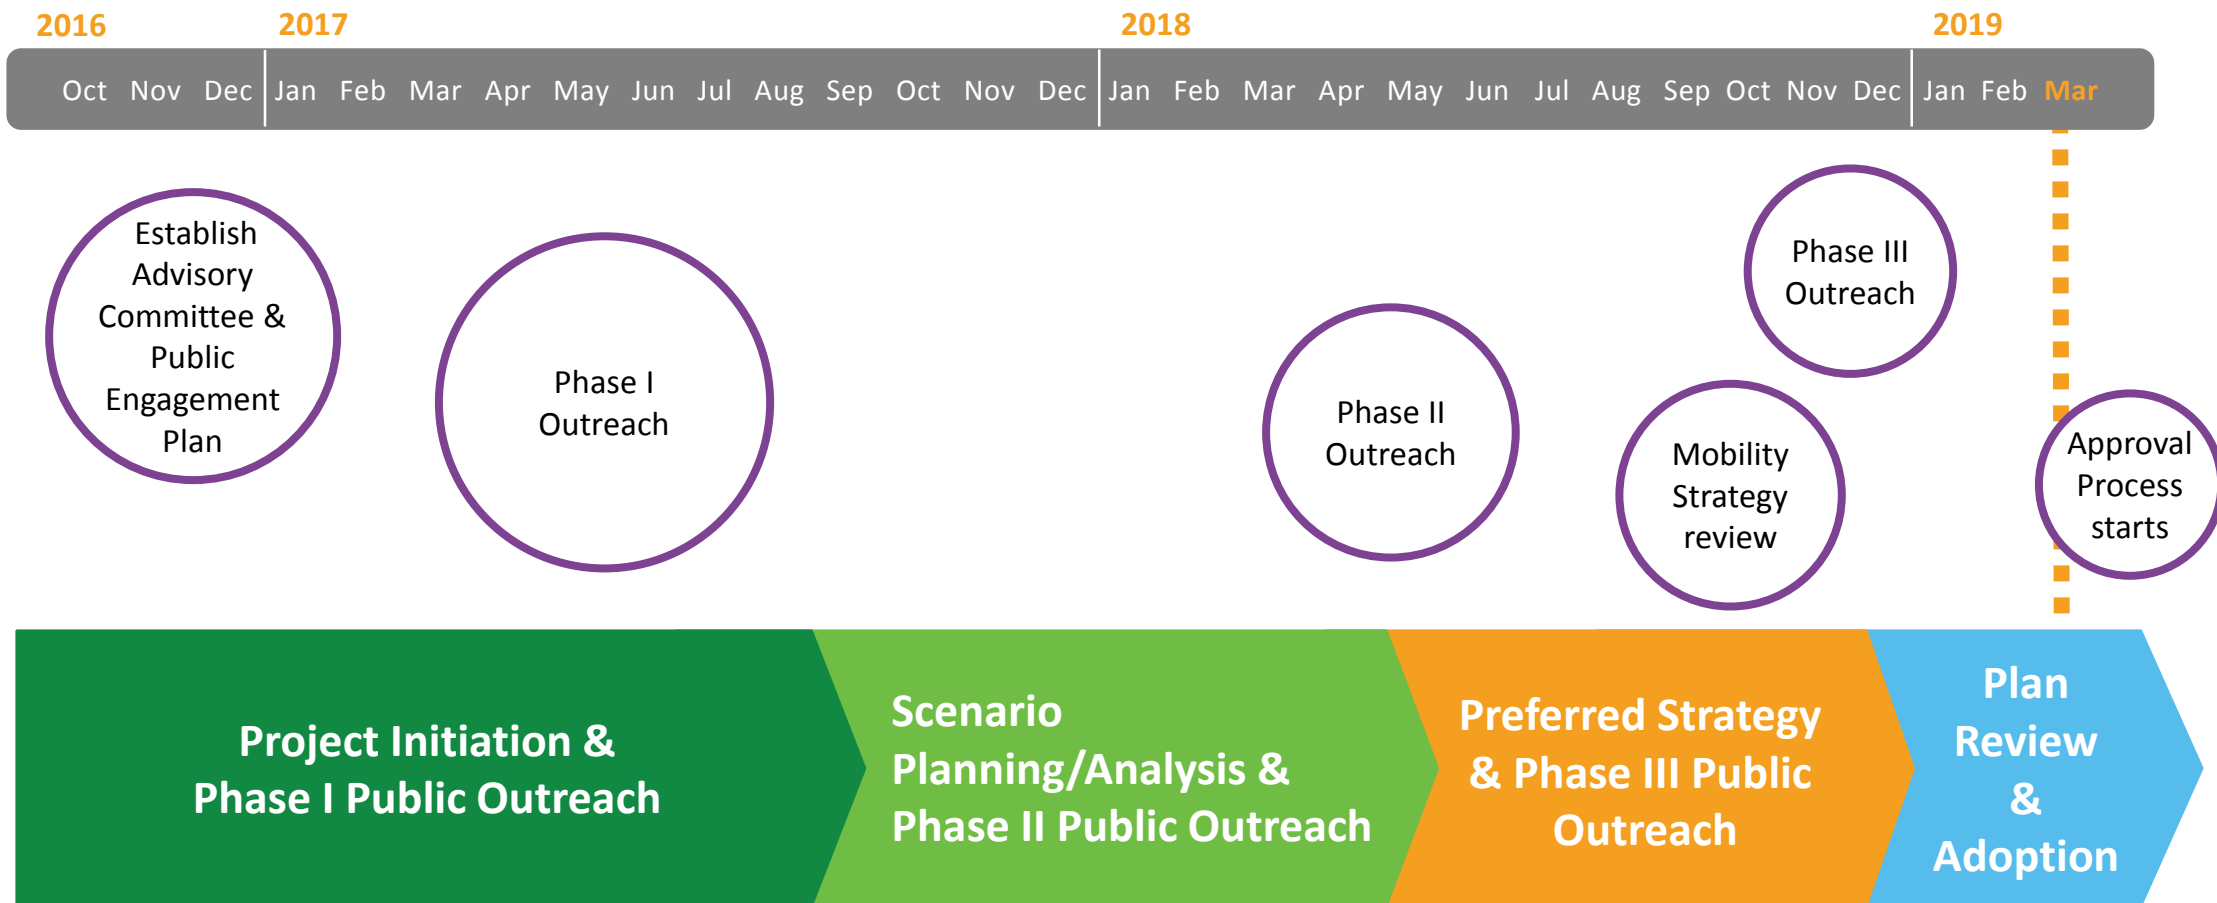 2016 2017 2018 2019
Oct Nov Dec Jan Feb Mar Apr May Jun Jul Aug Sep Oct Nov Dec Jan Feb Mar Apr May Jun Jul Aug Sep Oct Nov Dec Jan Feb Mar
Establish
Advisory
Committee &
Public
Engagement
Plan
Phase I
Outreach
Phase II
Outreach
Mobility
Strategy
review
Phase III
Outreach
Approval
Process
starts
Project Initiation &
Phase I Public Outreach
Scenario
Planning/Analysis &
Phase II Public Outreach
Preferred Strategy
& Phase III Public
Outreach
Plan
Review
&
Adoption